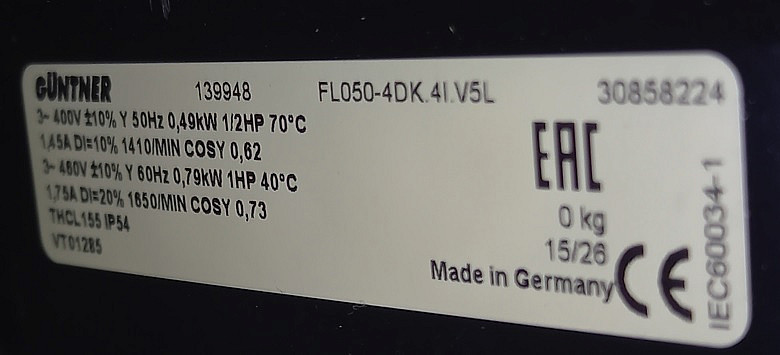 GÜNTNER 139948 FL050-4DK.4I.V5L 30858224
3~ 400V ±10% Y 50Hz 0,49kW 1/2HP 70°C
1,45A DI=10% 1410/MIN COSY 0,62
3~ 460V ±10% Y 60Hz 0,79kW 1HP 40°C
1,75A DI=20% 1650/MIN COSY 0,73
THCL155 IP54
VT01285
EAC
0 kg
15/26
Made in Germany CE
IEC60034-1